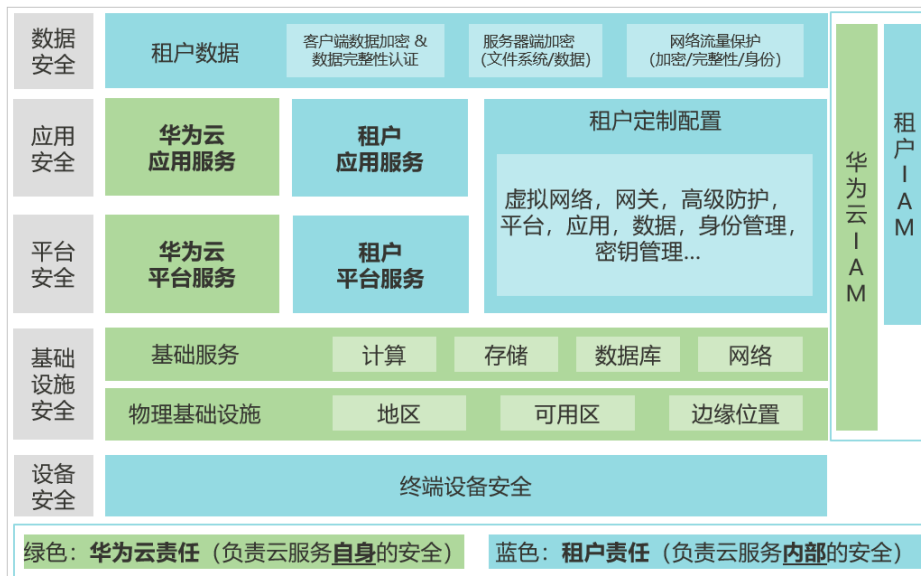 数据
安全
租户数据
客户端数据加密 &
数据完整性认证
服务器端加密
(文件系统/数据)
网络流量保护
(加密/完整性/身份)
应用
安全
华为云
应用服务
租户
应用服务
租户定制配置
虚拟网络，网关，高级防护，
平台，应用，数据，身份管理，
密钥管理...
平台
安全
华为云
平台服务
租户
平台服务
基础
设施
安全
基础服务
计算
存储
数据库
网络
物理基础设施
地区
可用区
边缘位置
设备
安全
终端设备安全
华为云IAM
租户IAM
绿色：华为云责任（负责云服务自身的安全）
蓝色：租户责任（负责云服务内部的安全）